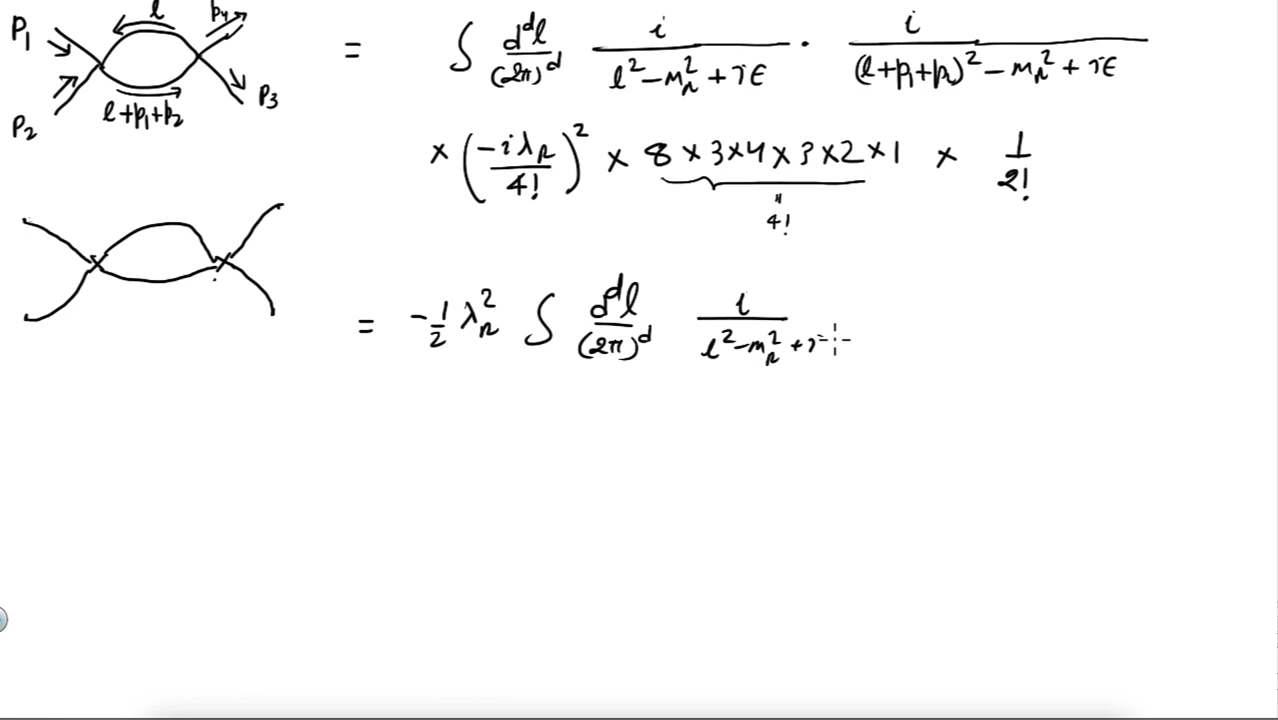 P₁ l p₄ = ∫ dᵈl/(2π)ᵈ i/(l² − m_R² + iε) · i/((l+p₁+p₂)² − m_R² + iε)
P₂ l+p₁+p₂ p₃
× (−iλ_R/4!)² × 8 × 3×4×3×2×1 × 1/2!
"
4!
= −½ λ_R² ∫ dᵈl/(2π)ᵈ i/(l² − m_R² + i